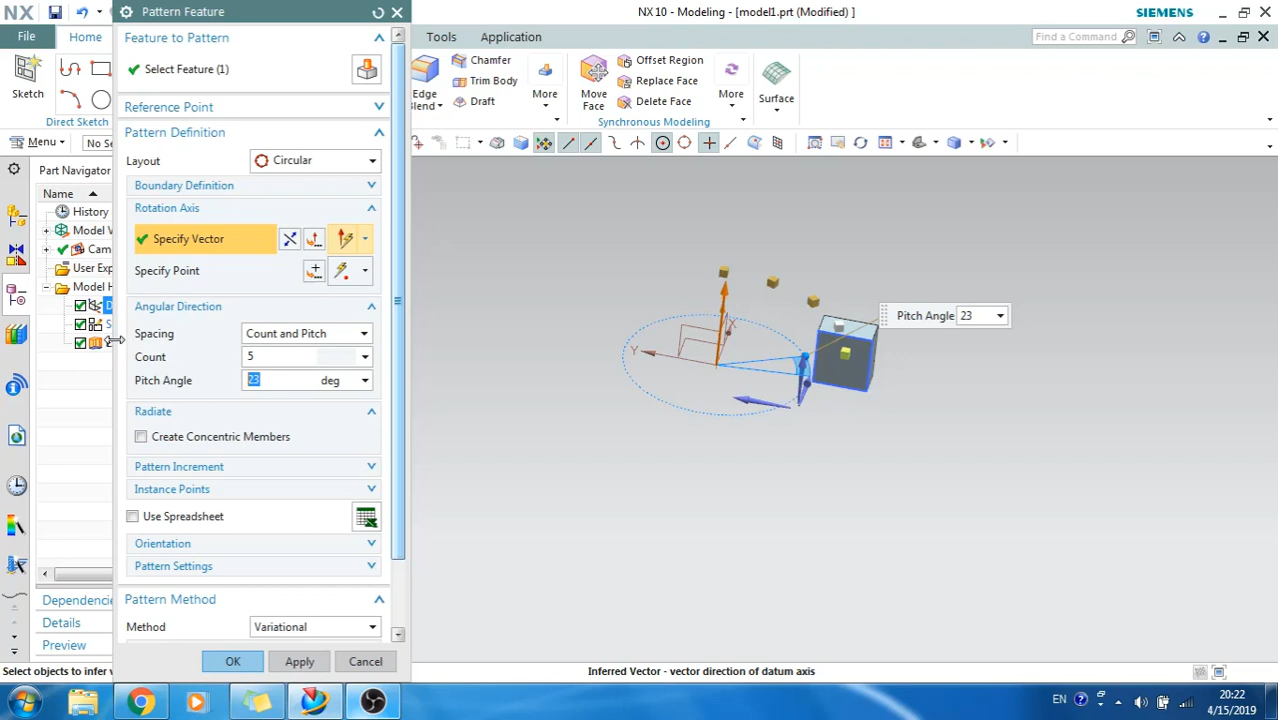 NX
Pattern Feature
NX 10 - Modeling - [model1.prt (Modified) ]
SIEMENS
File
Home
Feature to Pattern
Tools
Application
Find a Command
Select Feature (1)
Sketch
Direct Sketch
Edge
Blend
Chamfer
Trim Body
Draft
More
Move
Face
Offset Region
Replace Face
Delete Face
More
Surface
Synchronous Modeling
Reference Point
Pattern Definition
Menu
No Se
Layout
Circular
Part Navigator
Boundary Definition
Name
Rotation Axis
History
Model V
Specify Vector
Cam
User Exp
Specify Point
Model H
Angular Direction
D
S
Spacing
Count and Pitch
Count
5
Pitch Angle
23
deg
Radiate
Create Concentric Members
Pattern Increment
Instance Points
Use Spreadsheet
Orientation
Pattern Settings
Pattern Method
Method
Variational
Dependencie
Details
Preview
OK
Apply
Cancel
X
Y
Pitch Angle 23
Select objects to infer v
Inferred Vector - vector direction of datum axis
EN
20:22
4/15/2019